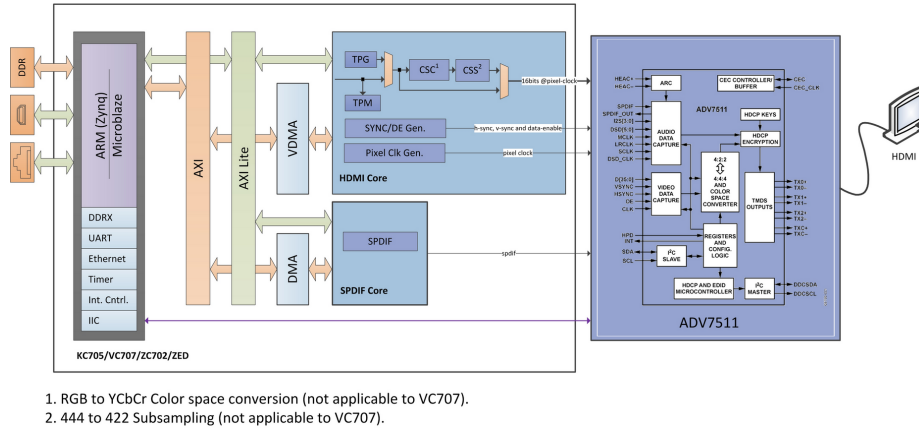 DDR
ARM (Zynq)
Microblaze
DDRX
UART
Ethernet
Timer
Int. Cntrl.
IIC
KC705/VC707/ZC702/ZED
AXI
AXI Lite
VDMA
DMA
TPG
CSC1
CSS2
TPM
16bits @pixel-clock
SYNC/DE Gen.
h-sync, v-sync and data-enable
Pixel Clk Gen.
pixel clock
HDMI Core
SPDIF
spdif
SPDIF Core
HEAC+
HEAC-
ARC
CEC CONTROLLER/
BUFFER
CEC
CEC_CLK
ADV7511
SPDIF
SPDIF_OUT
I2S[3:0]
DSD[5:0]
MCLK
LRCLK
SCLK
DSD_CLK
AUDIO
DATA
CAPTURE
HDCP KEYS
HDCP
ENCRYPTION
4:2:2
4:4:4
AND
COLOR
SPACE
CONVERTER
D[35:0]
VSYNC
HSYNC
DE
CLK
VIDEO
DATA
CAPTURE
TMDS
OUTPUTS
TX0+
TX0-
TX1+
TX1-
TX2+
TX2-
TXC+
TXC-
HPD
INT
REGISTERS
AND
CONFIG.
LOGIC
SDA
SCL
I2C
SLAVE
HDCP AND EDID
MICROCONTROLLER
I2C
MASTER
DDCSDA
DDCSCL
ADV7511
HDMI
1. RGB to YCbCr Color space conversion (not applicable to VC707).
2. 444 to 422 Subsampling (not applicable to VC707).